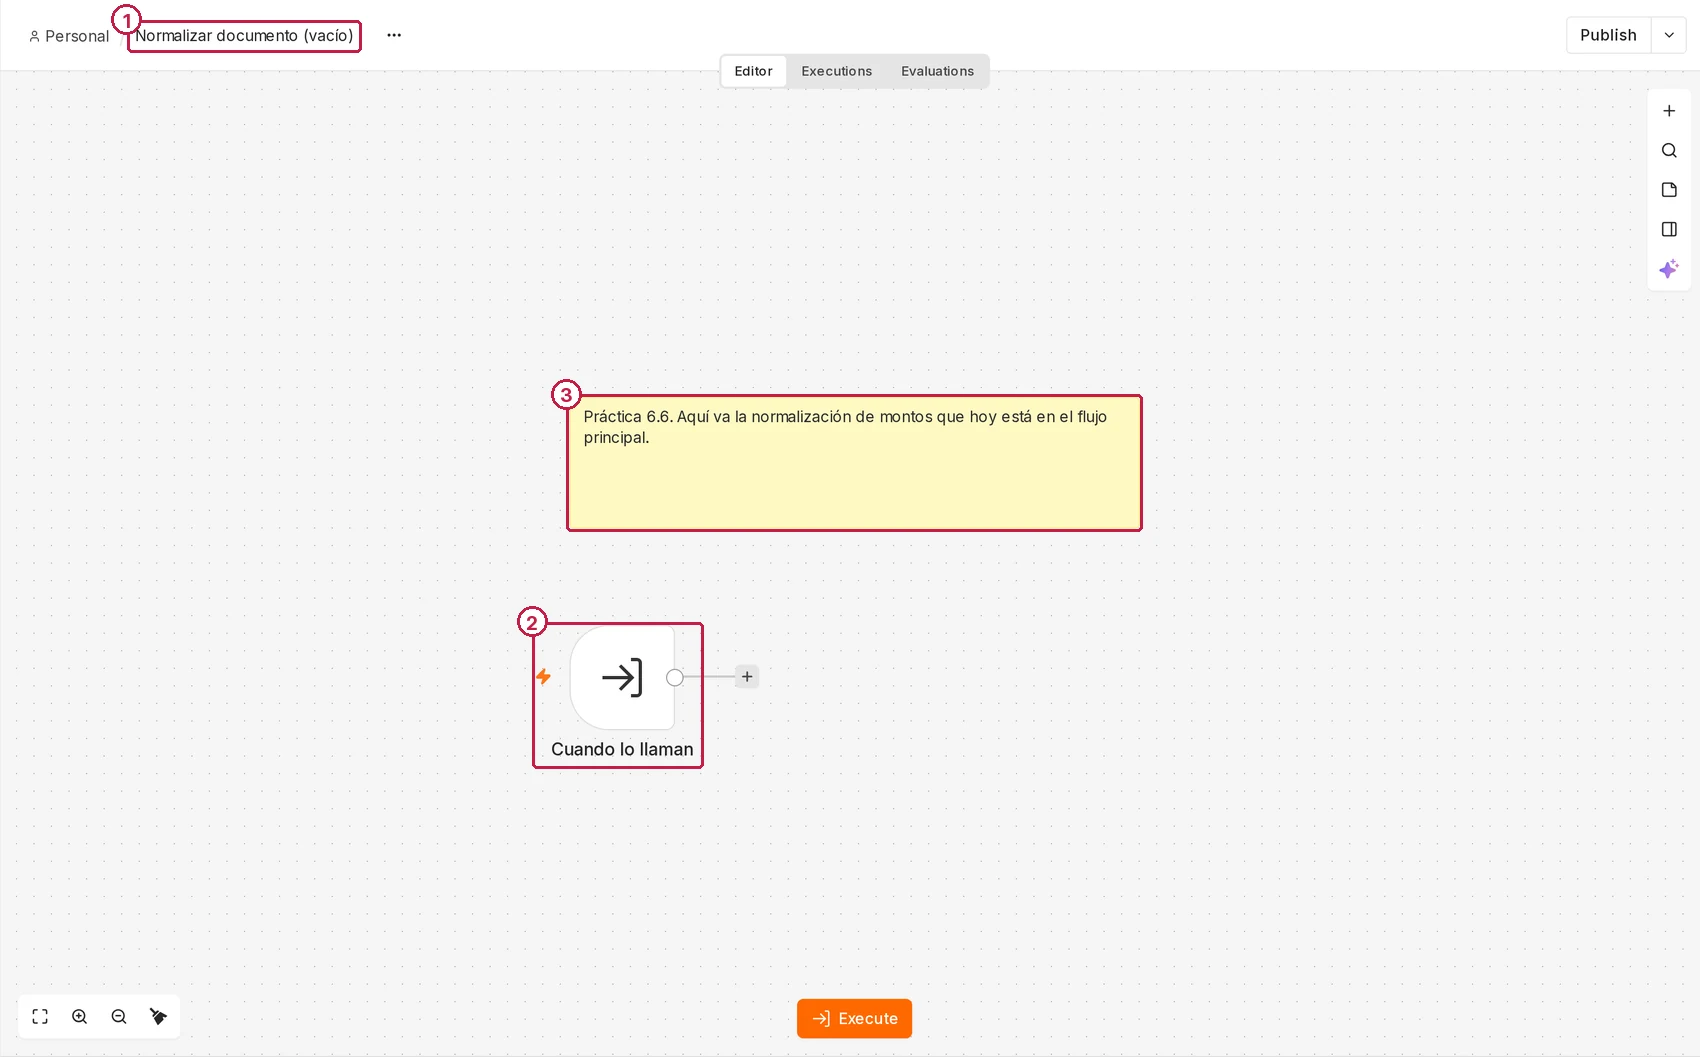 1
Personal / Normalizar documento (vacío) ...
Publish
Editor Executions Evaluations
3
Práctica 6.6. Aquí va la normalización de montos que hoy está en el flujo
principal.
2
Cuando lo llaman
Execute